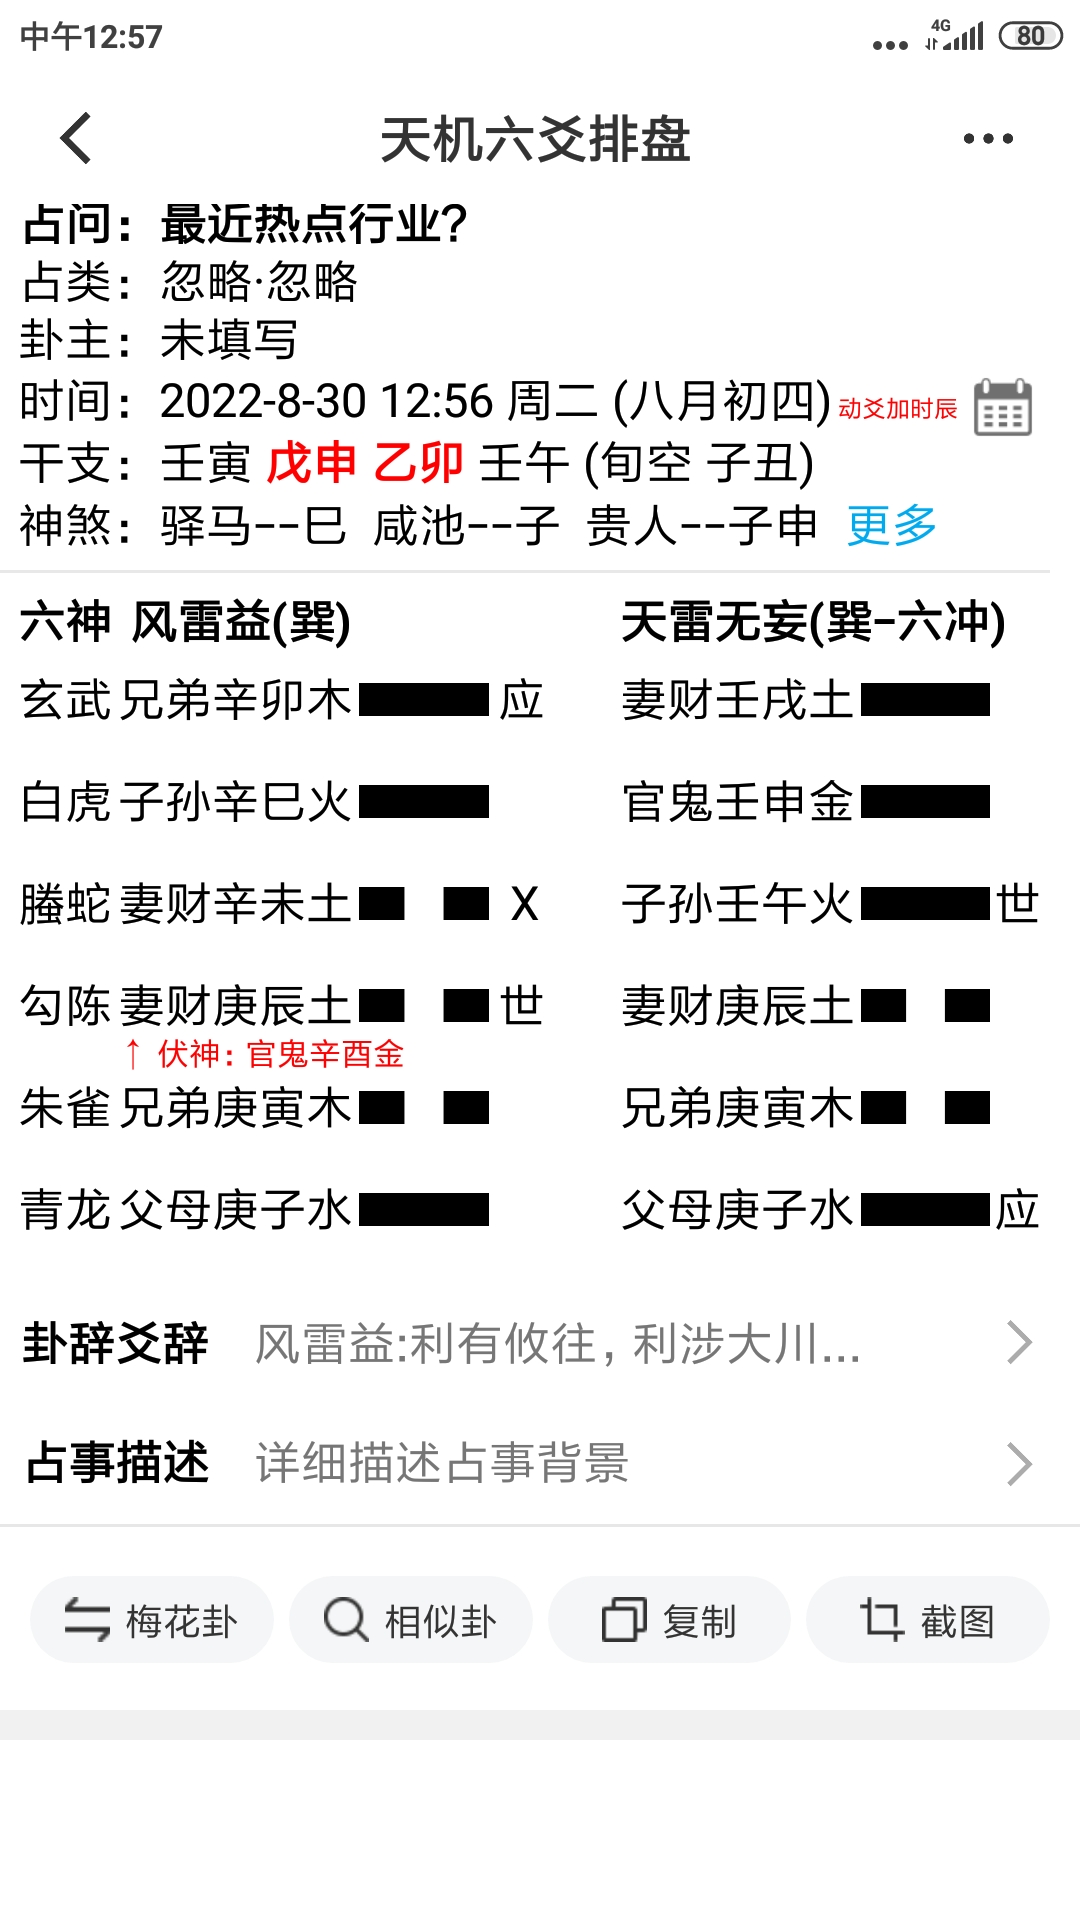 中午12:57
4G
80
天机六爻排盘
占问：最近热点行业?
占类：忽略·忽略
卦主：未填写
时间：2022-8-30 12:56 周二 (八月初四)动爻加时辰
干支：壬寅 戊申 乙卯 壬午 (旬空 子丑)
神煞：驿马--巳 咸池--子 贵人--子申 更多
六神 风雷益(巽) 天雷无妄(巽-六冲)
玄武 兄弟辛卯木 应 妻财壬戌土
白虎 子孙辛巳火 官鬼壬申金
螣蛇 妻财辛未土 X 子孙壬午火 世
勾陈 妻财庚辰土 世 妻财庚辰土
↑ 伏神：官鬼辛酉金
朱雀 兄弟庚寅木 兄弟庚寅木
青龙 父母庚子水 父母庚子水 应
卦辞爻辞 风雷益:利有攸往，利涉大川...
占事描述 详细描述占事背景
梅花卦 相似卦 复制 截图